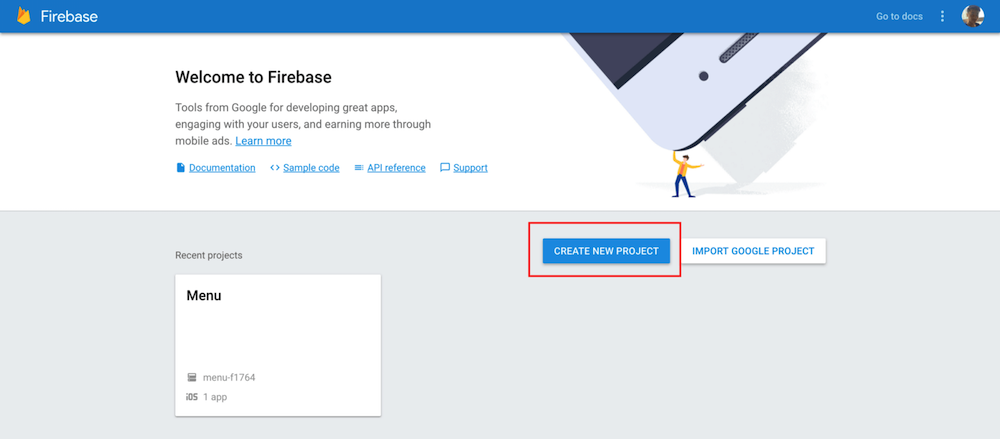 Firebase
Go to docs
Welcome to Firebase
Tools from Google for developing great apps,
engaging with your users, and earning more through
mobile ads. Learn more
Documentation Sample code API reference Support
Recent projects
CREATE NEW PROJECT IMPORT GOOGLE PROJECT
Menu
menu-f1764
iOS 1 app